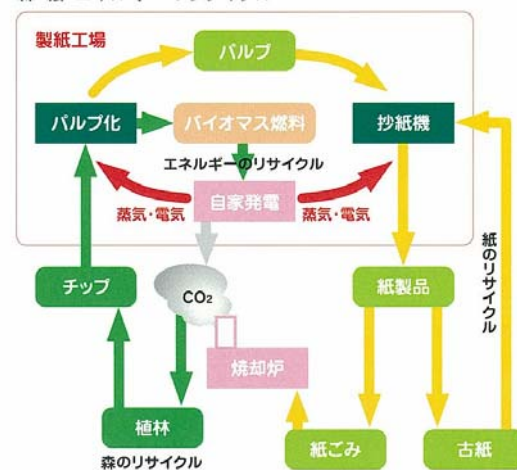 製紙工場
パルプ
パルプ化
バイオマス燃料
抄紙機
エネルギーのリサイクル
自家発電
蒸気・電気
蒸気・電気
チップ
CO₂
紙製品
紙のリサイクル
焼却炉
植林
紙ごみ
古紙
森のリサイクル